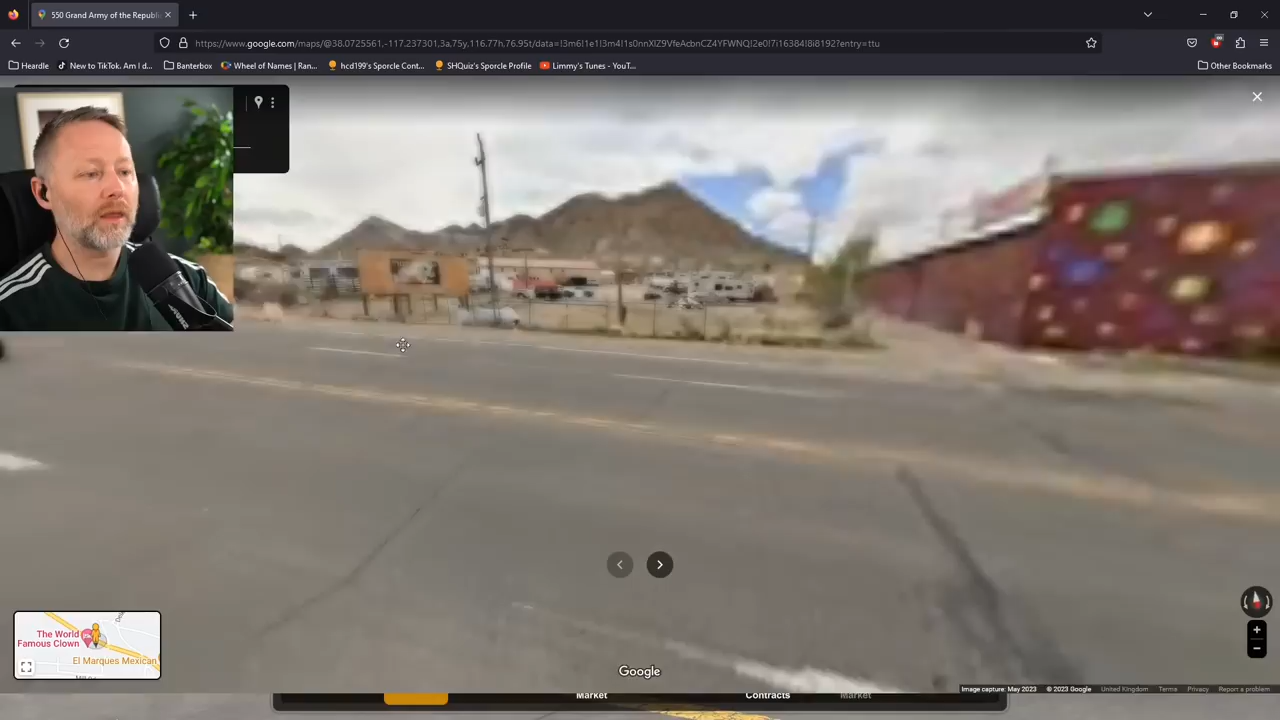 550 Grand Army of the Republi
https://www.google.com/maps/@38.0725561,-117.237301,3a.75y,116.77h,76.95t/data=!3m6!1e1!3m4!1s0nnXIZ9VfeAcbnCZ4YFWNQ!2e0!7i16384!8i8192?entry=ttu
Heardle
New to TikTok. Am I d...
Banterbox
Wheel of Names | Ran...
hcd199's Sporcle Cont...
SHQuiz's Sporcle Profile
Limmy's Tunes - YouT...
Other Bookmarks
The World
Famous Clown
El Marques Mexican
Google
Image capture: May 2023 © 2023 Google United Kingdom Terms Privacy Report a problem
Market Contracts Market